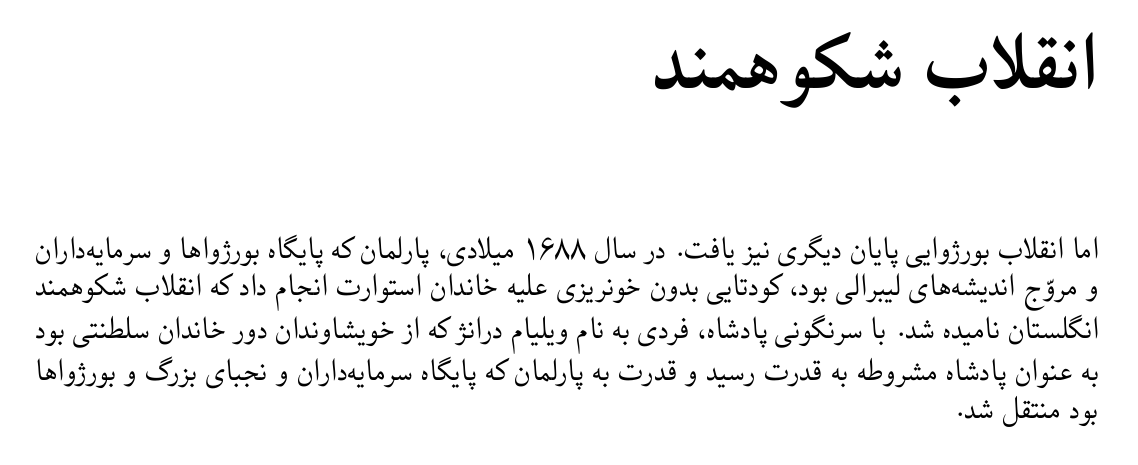 انقلاب شکوهمند
اما انقلاب بورژوایی پایان دیگری نیز یافت. در سال ۱۶۸۸ میلادی، پارلمان که پایگاه بورژواها و سرمایه‌داران
و مروّج اندیشه‌های لیبرالی بود، کودتایی بدون خونریزی علیه خاندان استوارت انجام داد که انقلاب شکوهمند
انگلستان نامیده شد. با سرنگونی پادشاه، فردی به نام ویلیام درانژ که از خویشاوندان دور خاندان سلطنتی بود
به عنوان پادشاه مشروطه به قدرت رسید و قدرت به پارلمان که پایگاه سرمایه‌داران و نجبای بزرگ و بورژواها
بود منتقل شد.